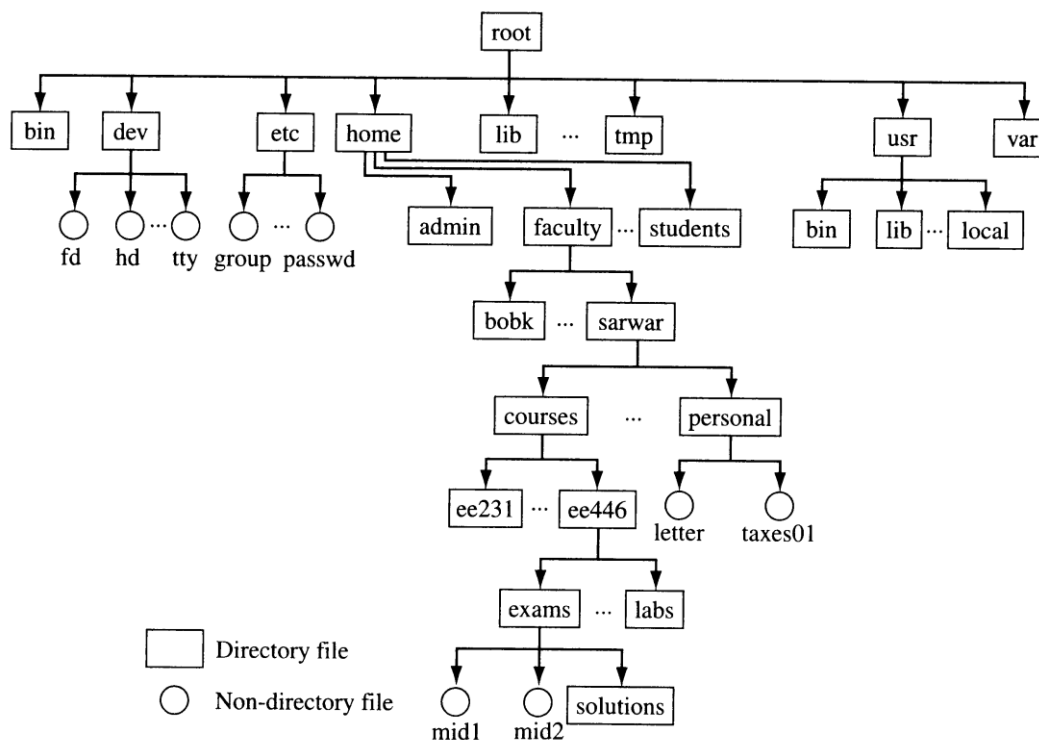 root
bin dev etc home lib ... tmp usr var
admin faculty ... students bin lib ... local
... ...
fd hd tty group passwd
bobk ... sarwar
courses ... personal
ee231 ... ee446
letter taxes01
exams ... labs
Directory file
Non-directory file
solutions
mid1 mid2